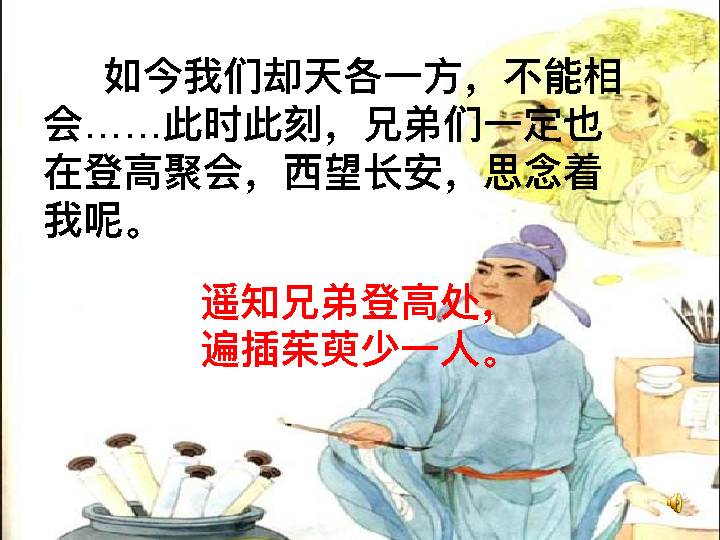 如今我们却天各一方，不能相
会……此时此刻，兄弟们一定也
在登高聚会，西望长安，思念着
我呢。
遥知兄弟登高处，
遍插茱萸少一人。